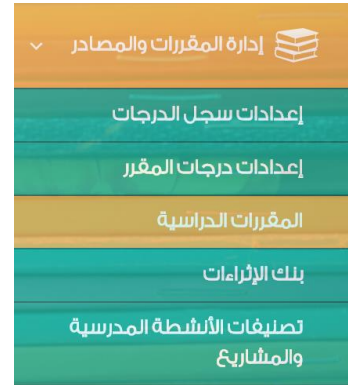 إدارة المقررات والمصادر
إعدادات سجل الدرجات
إعدادات درجات المقرر
المقررات الدراسية
بنك الإثراءات
تصنيفات الأنشطة المدرسية
والمشاريع